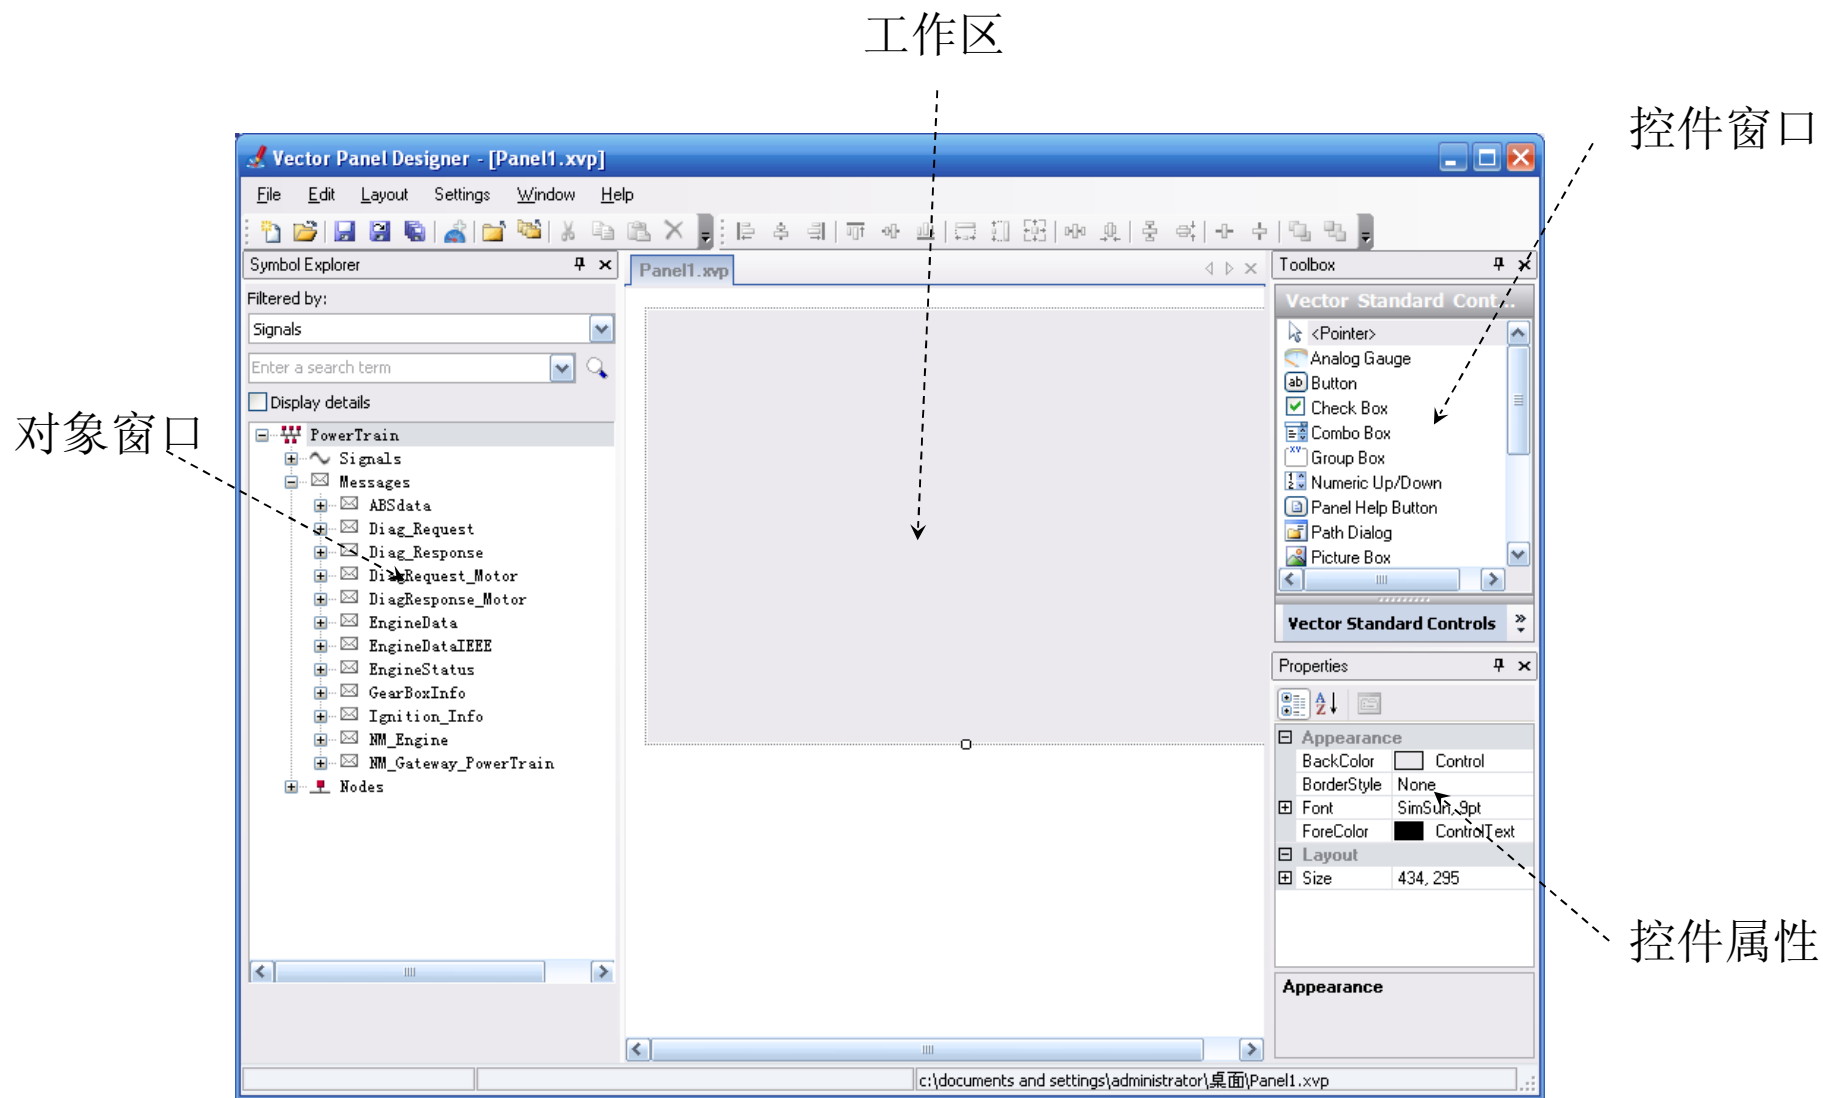 工作区
控件窗口
Vector Panel Designer - [Panel1.xvp]
File Edit Layout Settings Window Help
Symbol Explorer
Panel1.xvp
Toolbox
Filtered by:
Signals
Enter a search term
Display details
对象窗口
PowerTrain
Signals
Messages
ABSdata
Diag_Request
Diag_Response
DiagRequest_Motor
DiagResponse_Motor
EngineData
EngineDataIEEE
EngineStatus
GearBoxInfo
Ignition_Info
NM_Engine
NM_Gateway_PowerTrain
Nodes
Vector Standard Cont...
<Pointer>
Analog Gauge
Button
Check Box
Combo Box
Group Box
Numeric Up/Down
Panel Help Button
Path Dialog
Picture Box
Vector Standard Controls
Properties
Appearance
BackColor Control
BorderStyle None
Font SimSun, 9pt
ForeColor ControlText
Layout
Size 434, 295
控件属性
Appearance
c:\documents and settings\administrator\桌面\Panel1.xvp